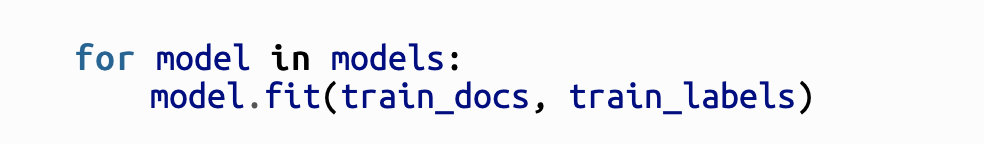 for model in models:
    model.fit(train_docs, train_labels)